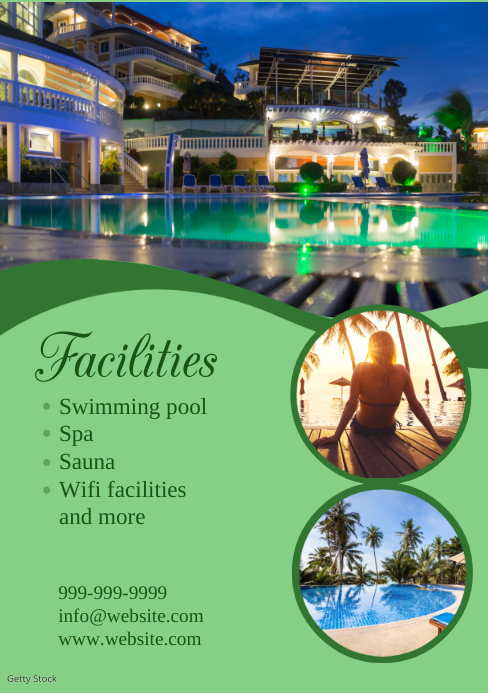 Facilities
Swimming pool
Spa
Sauna
Wifi facilities
and more
999-999-9999
info@website.com
www.website.com
Getty Stock